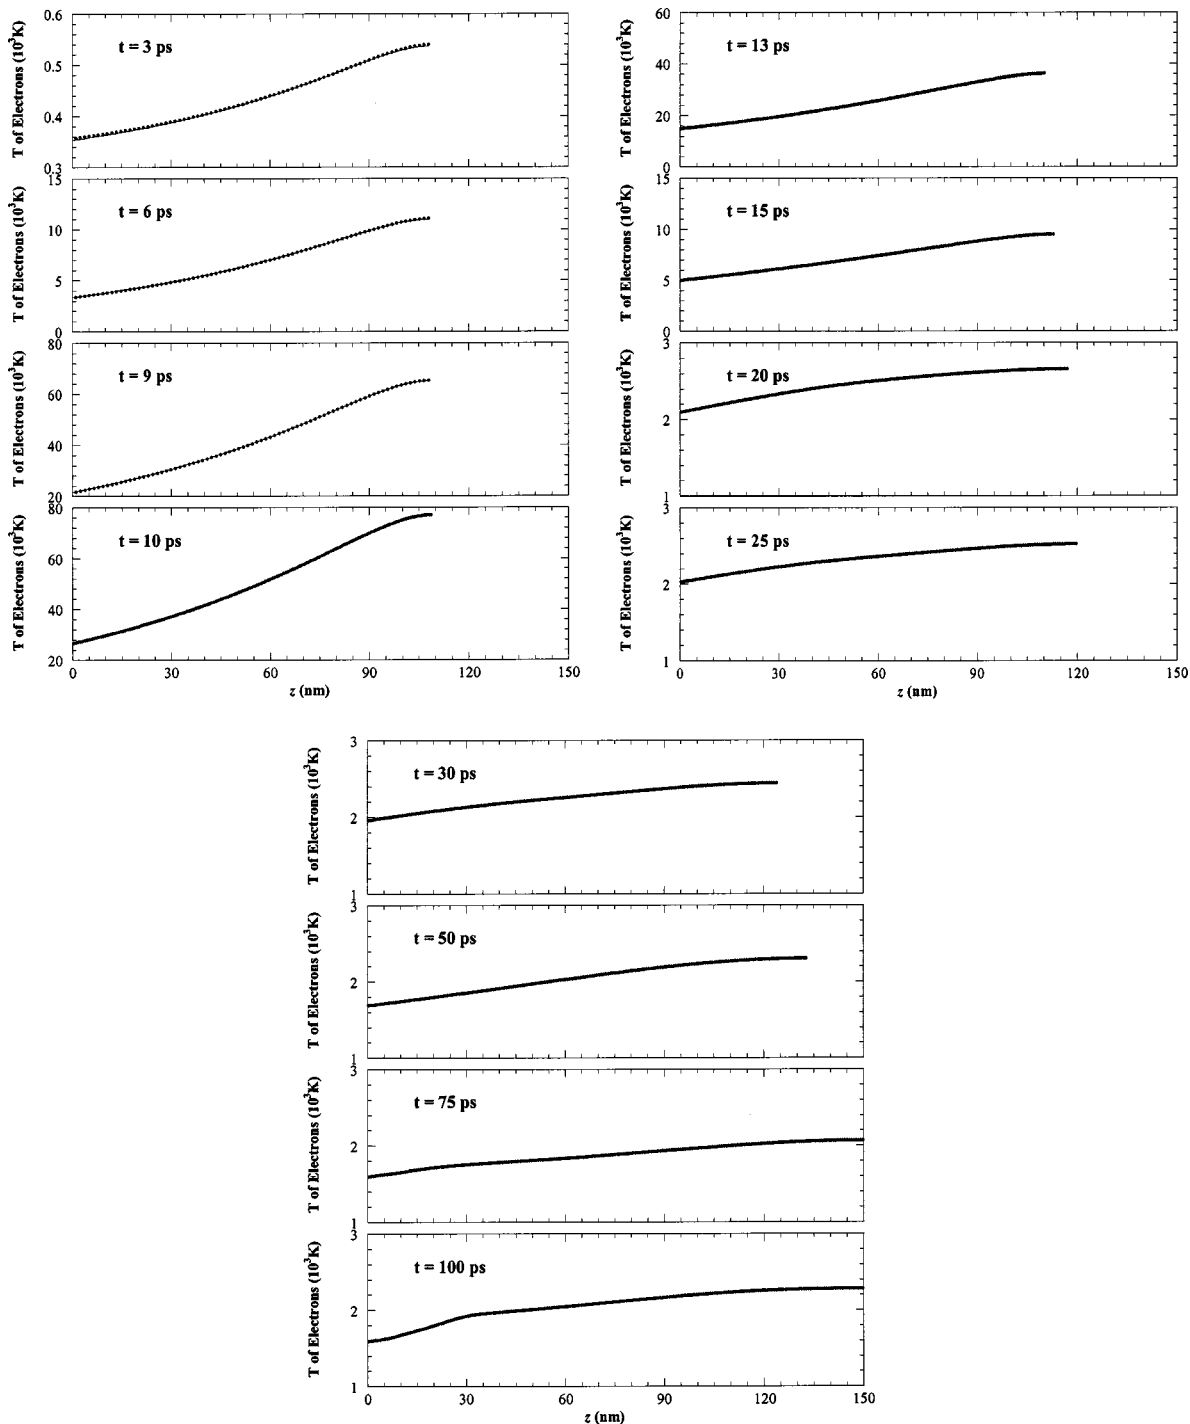 T of Electrons (10³K)
0.6
0.5
0.4
0.3
t = 3 ps
T of Electrons (10³K)
15
10
5
0
t = 6 ps
T of Electrons (10³K)
80
60
40
20
t = 9 ps
T of Electrons (10³K)
80
60
40
20
t = 10 ps
0 30 60 90 120 150
z (nm)
T of Electrons (10³K)
60
40
20
0
t = 13 ps
T of Electrons (10³K)
15
10
5
0
t = 15 ps
T of Electrons (10³K)
3
2
1
t = 20 ps
T of Electrons (10³K)
3
2
1
t = 25 ps
0 30 60 90 120 150
z (nm)
T of Electrons (10³K)
3
2
1
t = 30 ps
T of Electrons (10³K)
3
2
1
t = 50 ps
T of Electrons (10³K)
3
2
1
t = 75 ps
T of Electrons (10³K)
3
2
1
t = 100 ps
0 30 60 90 120 150
z (nm)